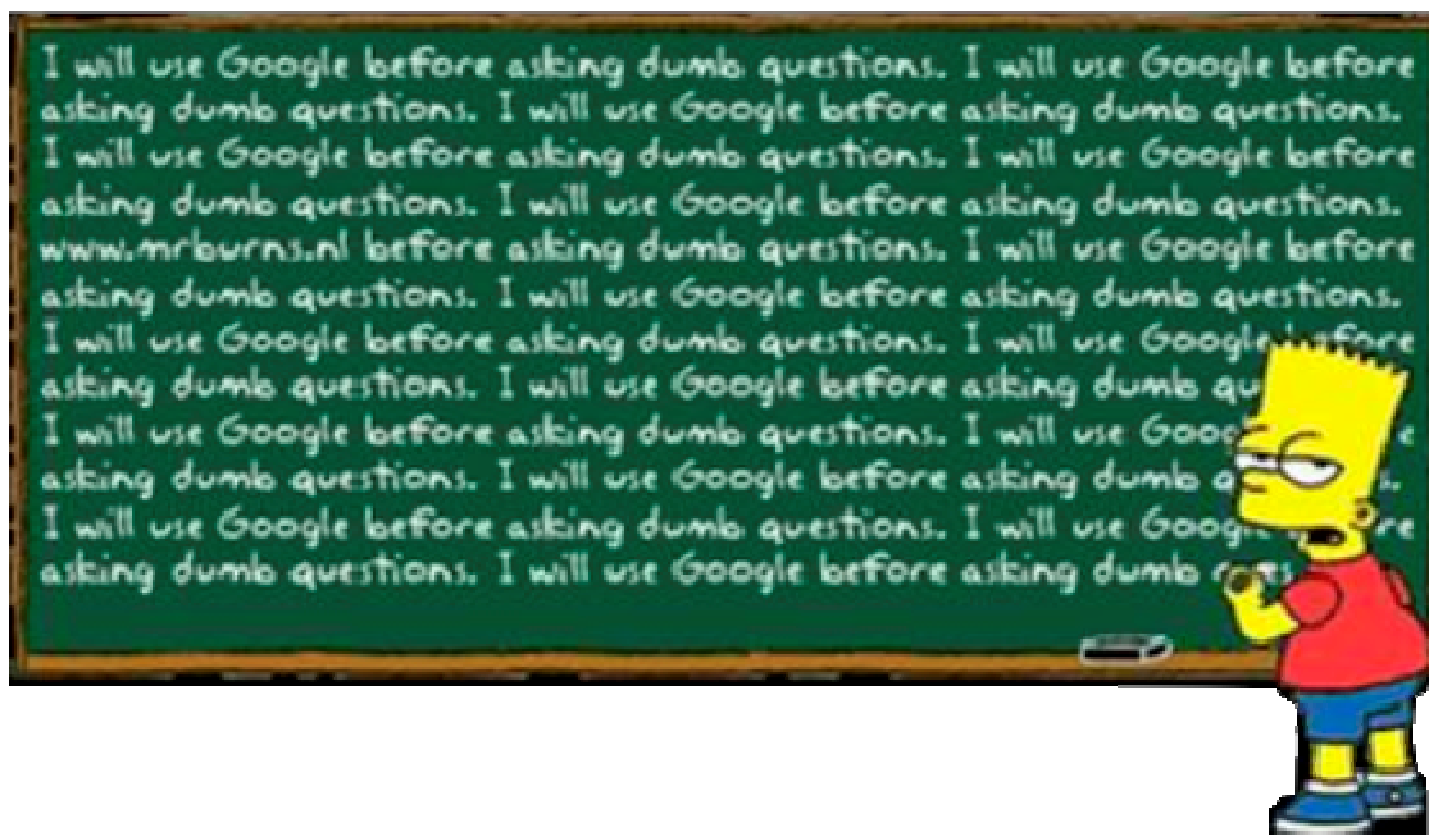 I will use Google before asking dumb questions. I will use Google before
asking dumb questions. I will use Google before asking dumb questions.
I will use Google before asking dumb questions. I will use Google before
asking dumb questions. I will use Google before asking dumb questions.
www.mrburns.nl before asking dumb questions. I will use Google before
asking dumb questions. I will use Google before asking dumb questions.
I will use Google before asking dumb questions. I will use Google before
asking dumb questions. I will use Google before asking dumb qu
I will use Google before asking dumb questions. I will use Goog e
asking dumb questions. I will use Google before asking dumb q s.
I will use Google before asking dumb questions. I will use Googl re
asking dumb questions. I will use Google before asking dumb